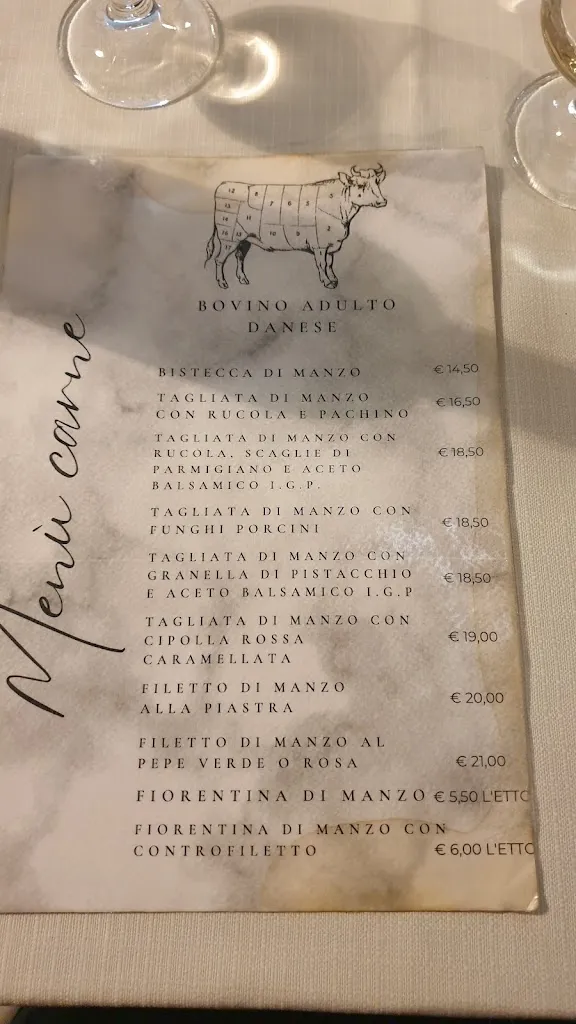 BOVINO ADULTO
DANESE
Menù carne
BISTECCA DI MANZO € 14,50
TAGLIATA DI MANZO
CON RUCOLA E PACHINO € 16,50
TAGLIATA DI MANZO CON
RUCOLA, SCAGLIE DI
PARMIGIANO E ACETO
BALSAMICO I.G.P. € 18,50
TAGLIATA DI MANZO CON
FUNGHI PORCINI € 18,50
TAGLIATA DI MANZO CON
GRANELLA DI PISTACCHIO
E ACETO BALSAMICO I.G.P € 18,50
TAGLIATA DI MANZO CON
CIPOLLA ROSSA
CARAMELLATA € 19,00
FILETTO DI MANZO
ALLA PIASTRA € 20,00
FILETTO DI MANZO AL
PEPE VERDE O ROSA € 21,00
FIORENTINA DI MANZO € 5,50 L'ETTO
FIORENTINA DI MANZO CON
CONTROFILETTO € 6,00 L'ETTO